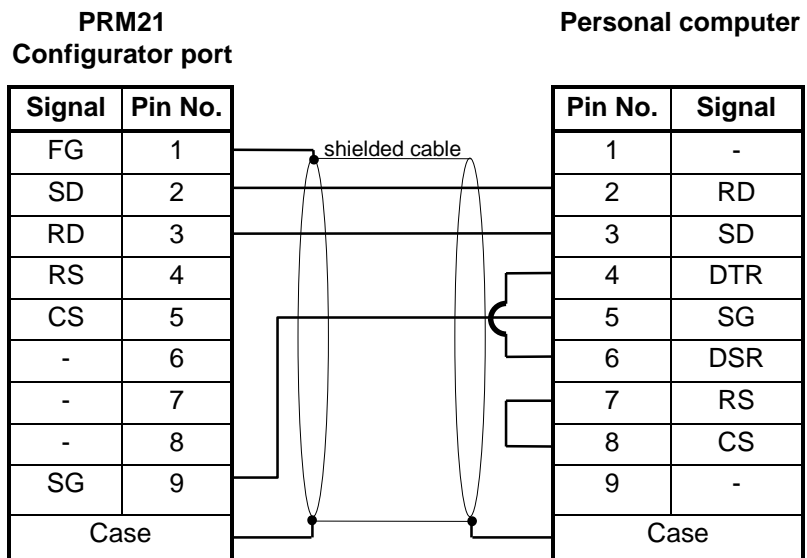 PRM21 Personal computer
Configurator port
Signal Pin No. Pin No. Signal
FG 1 shielded cable 1 -
SD 2 2 RD
RD 3 3 SD
RS 4 4 DTR
CS 5 5 SG
- 6 6 DSR
- 7 7 RS
- 8 8 CS
SG 9 9 -
Case Case